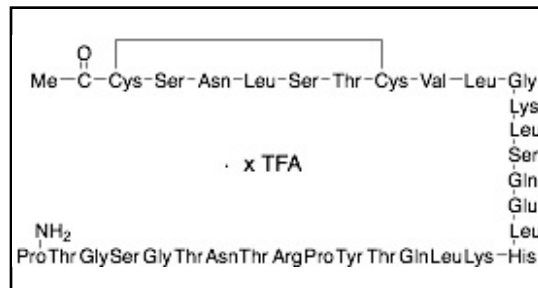 O
Me-C-Cys-Ser-Asn-Leu-Ser-Thr-Cys-Val-Leu-Gly
Lys
Leu
Ser
· x TFA
Gln
Glu
NH2
Leu
ProThrGlySerGlyThrAsnThrArgProTyrThrGlnLeuLys-His